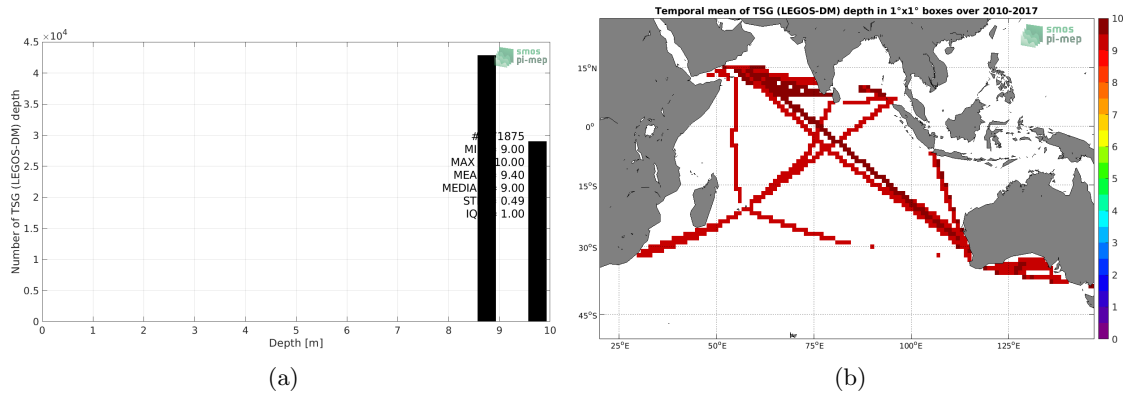 ×10⁴
4.5
4
3.5
3
2.5
2
1.5
1
0.5
0
Number of TSG (LEGOS-DM) depth
smos
pi-mep
1875
9.00
MAX 10.00
9.40
MEDIA 9.00
0.49
1.00
0 1 2 3 4 5 6 7 8 9 10
Depth [m]
(a)
Temporal mean of TSG (LEGOS-DM) depth in 1°x1° boxes over 2010-2017
smos
pi-mep
15°N
0°
15°S
30°S
45°S
25°E 50°E 75°E 100°E 125°E
10
9
8
7
6
5
4
3
2
1
0
(b)